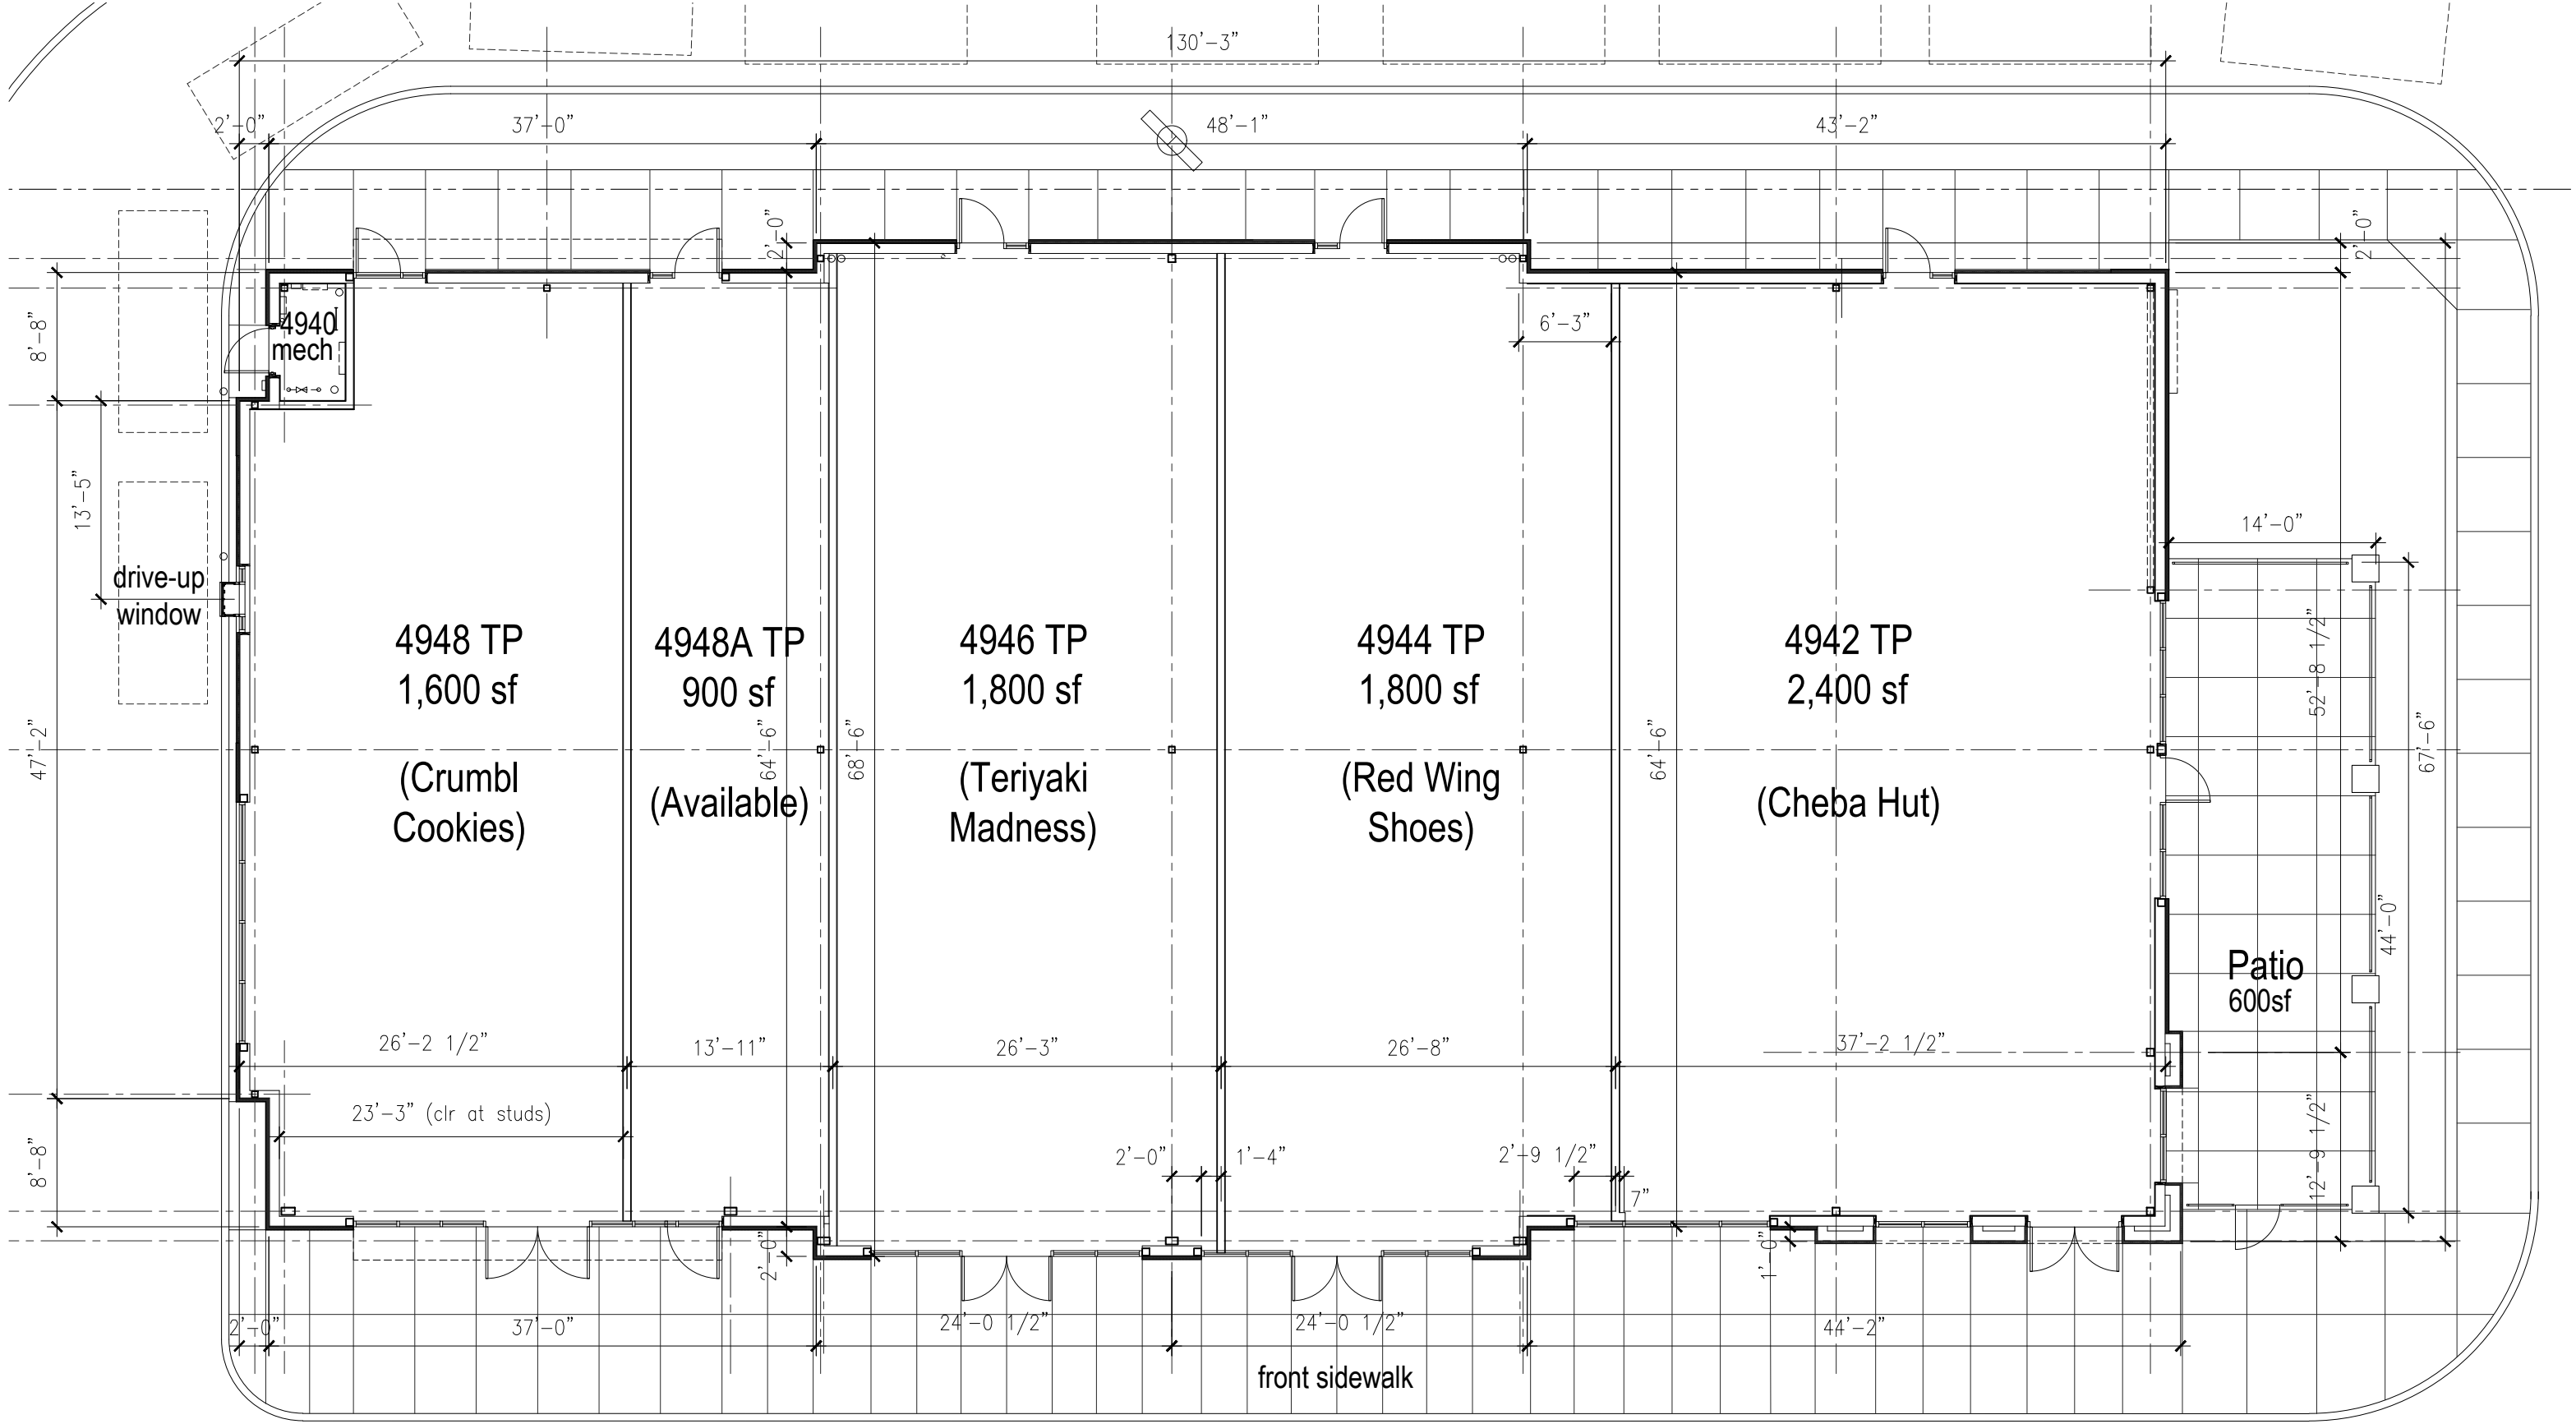 130'-3"
2'-0"
37'-0"
48'-1"
43'-2"
2'-0"
2'-0"
8'-8"
4940
mech
6'-3"
13'-5"
14'-0"
drive-up
window
4948 TP
1,600 sf
(Crumbl
Cookies)
4948A TP
900 sf
(Available)
4946 TP
1,800 sf
(Teriyaki
Madness)
4944 TP
1,800 sf
(Red Wing
Shoes)
4942 TP
2,400 sf
(Cheba Hut)
47'-2"
64'-6"
68'-6"
64'-6"
52'-8 1/2"
67'-6"
44'-0"
Patio
600sf
26'-2 1/2"
13'-11"
26'-3"
26'-8"
37'-2 1/2"
23'-3" (clr at studs)
8'-8"
2'-0"
1'-4"
2'-9 1/2"
7"
12'-9 1/2"
2'-0"
1'-0"
2'-0"
37'-0"
24'-0 1/2"
24'-0 1/2"
44'-2"
front sidewalk